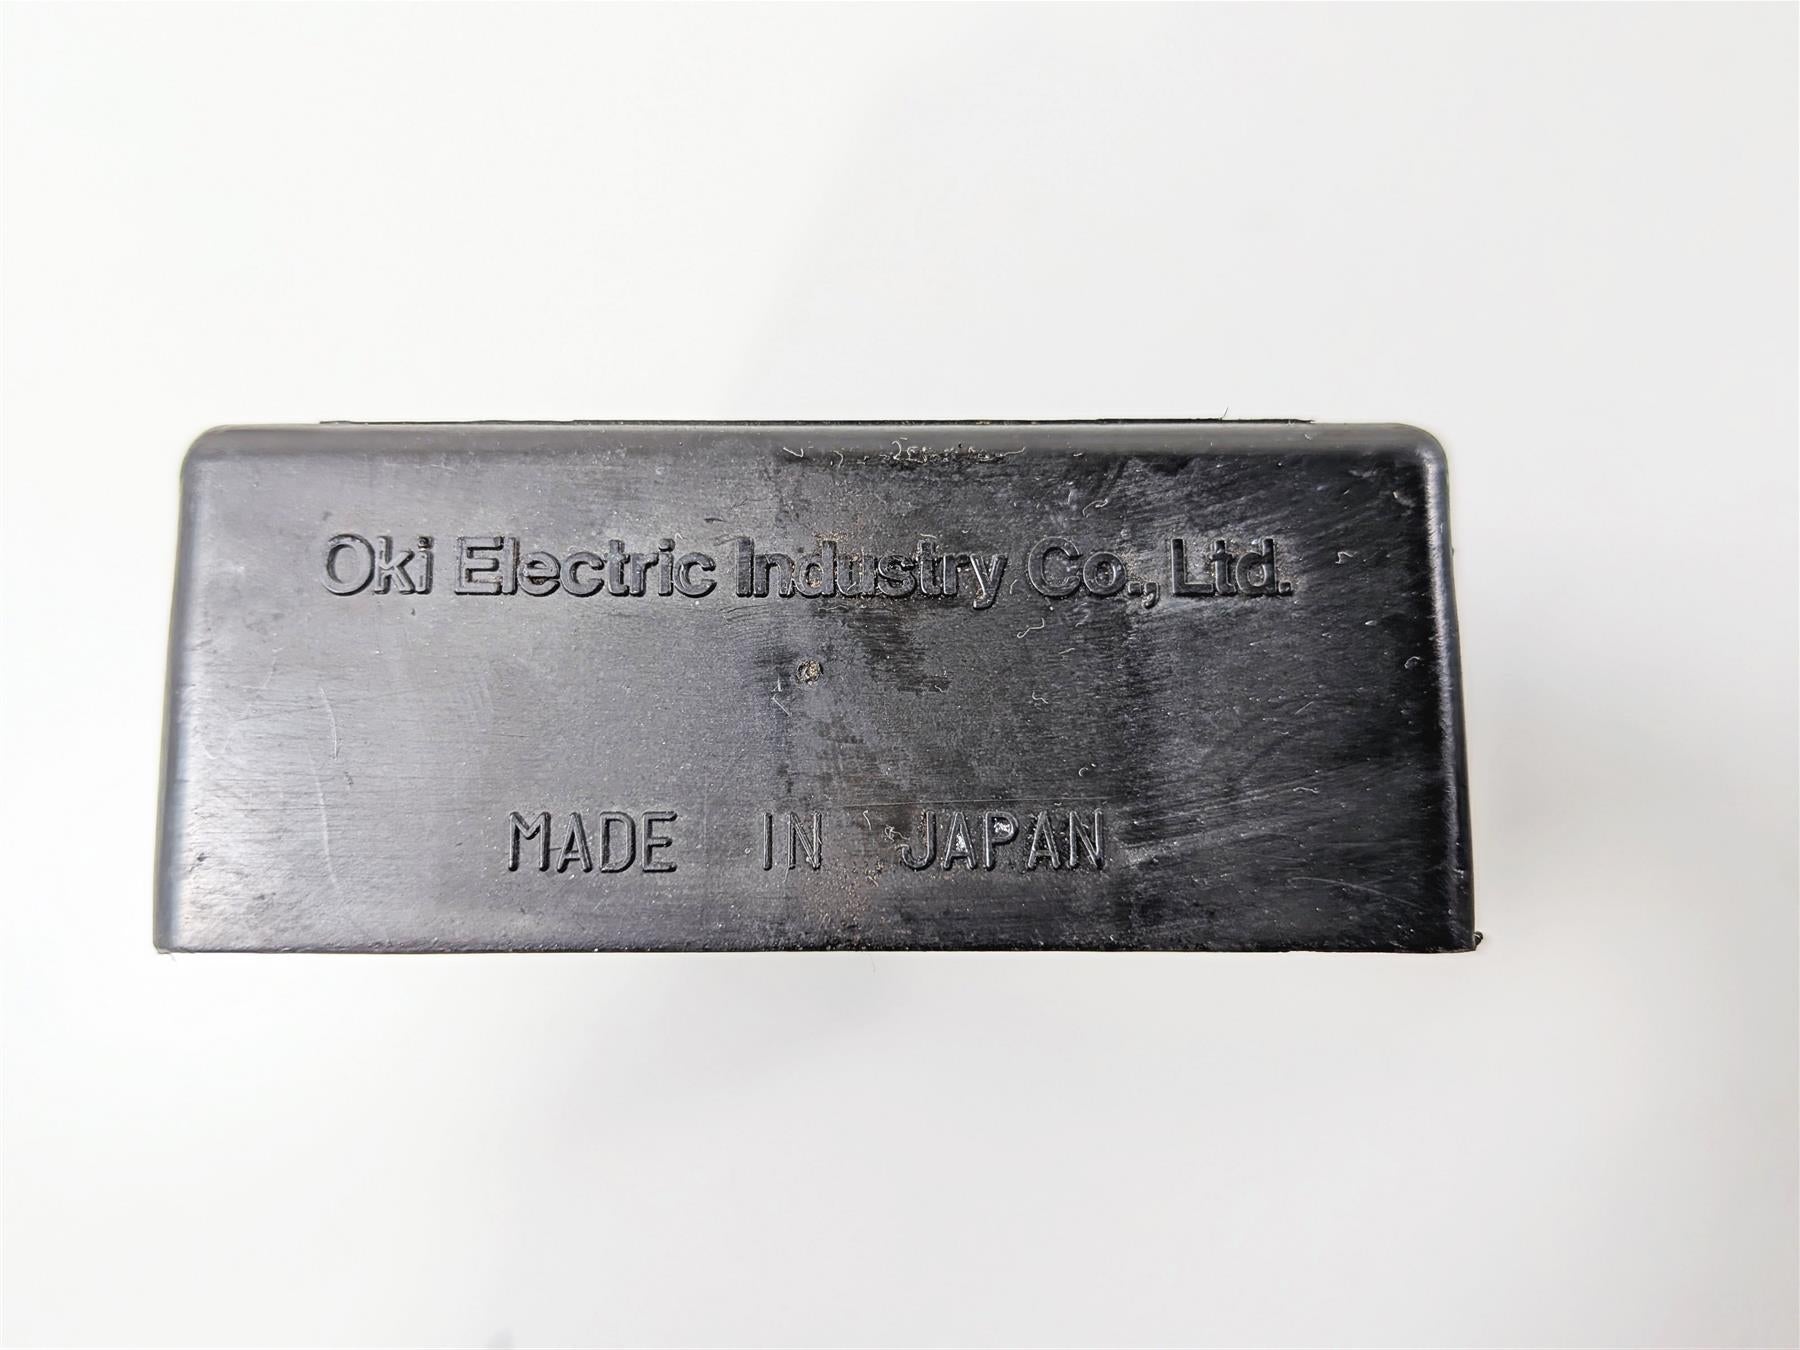 Oki Electric Industry Co., Ltd.
MADE IN JAPAN